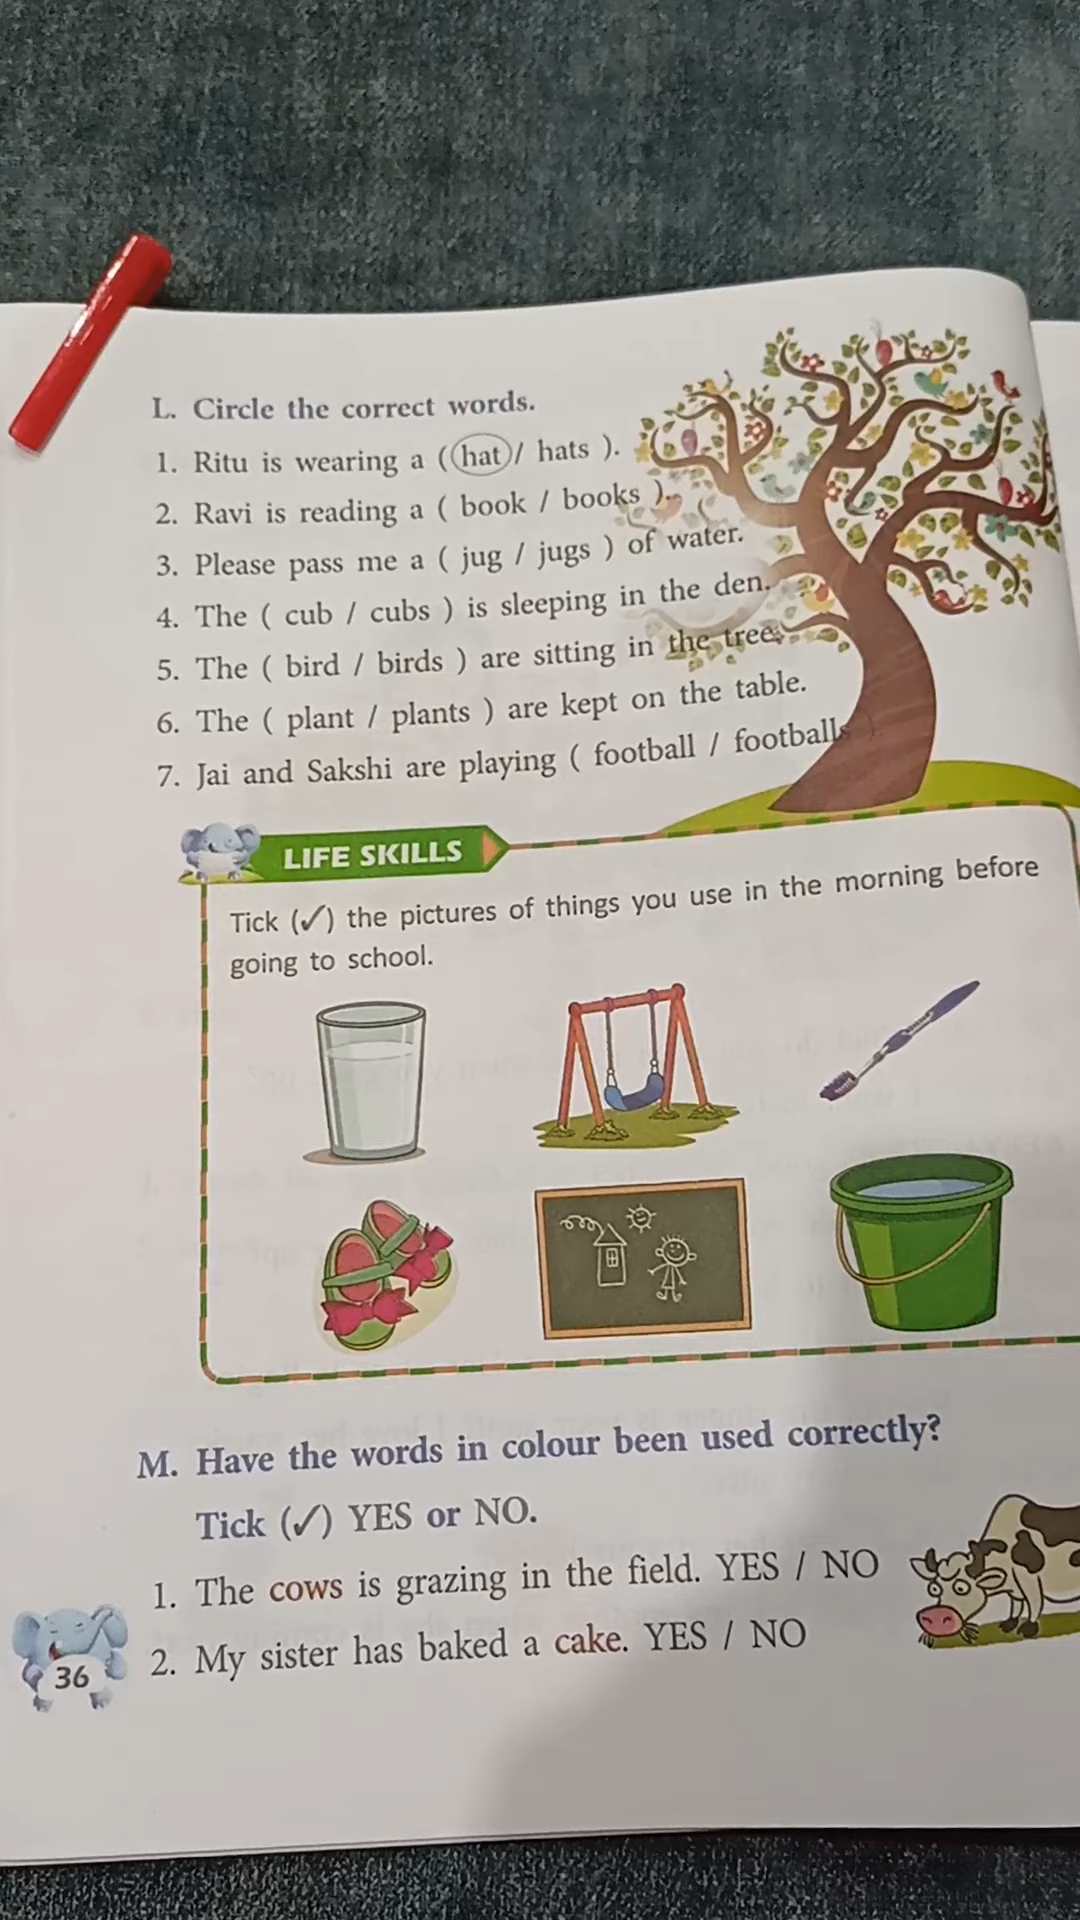 L. Circle the correct words.
1. Ritu is wearing a ( hat / hats ).
2. Ravi is reading a ( book / books ).
3. Please pass me a ( jug / jugs ) of water.
4. The ( cub / cubs ) is sleeping in the den.
5. The ( bird / birds ) are sitting in the tree.
6. The ( plant / plants ) are kept on the table.
7. Jai and Sakshi are playing ( football / footballs )
LIFE SKILLS
Tick (✓) the pictures of things you use in the morning before
going to school.
M. Have the words in colour been used correctly?
Tick (✓) YES or NO.
1. The cows is grazing in the field. YES / NO
2. My sister has baked a cake. YES / NO
36